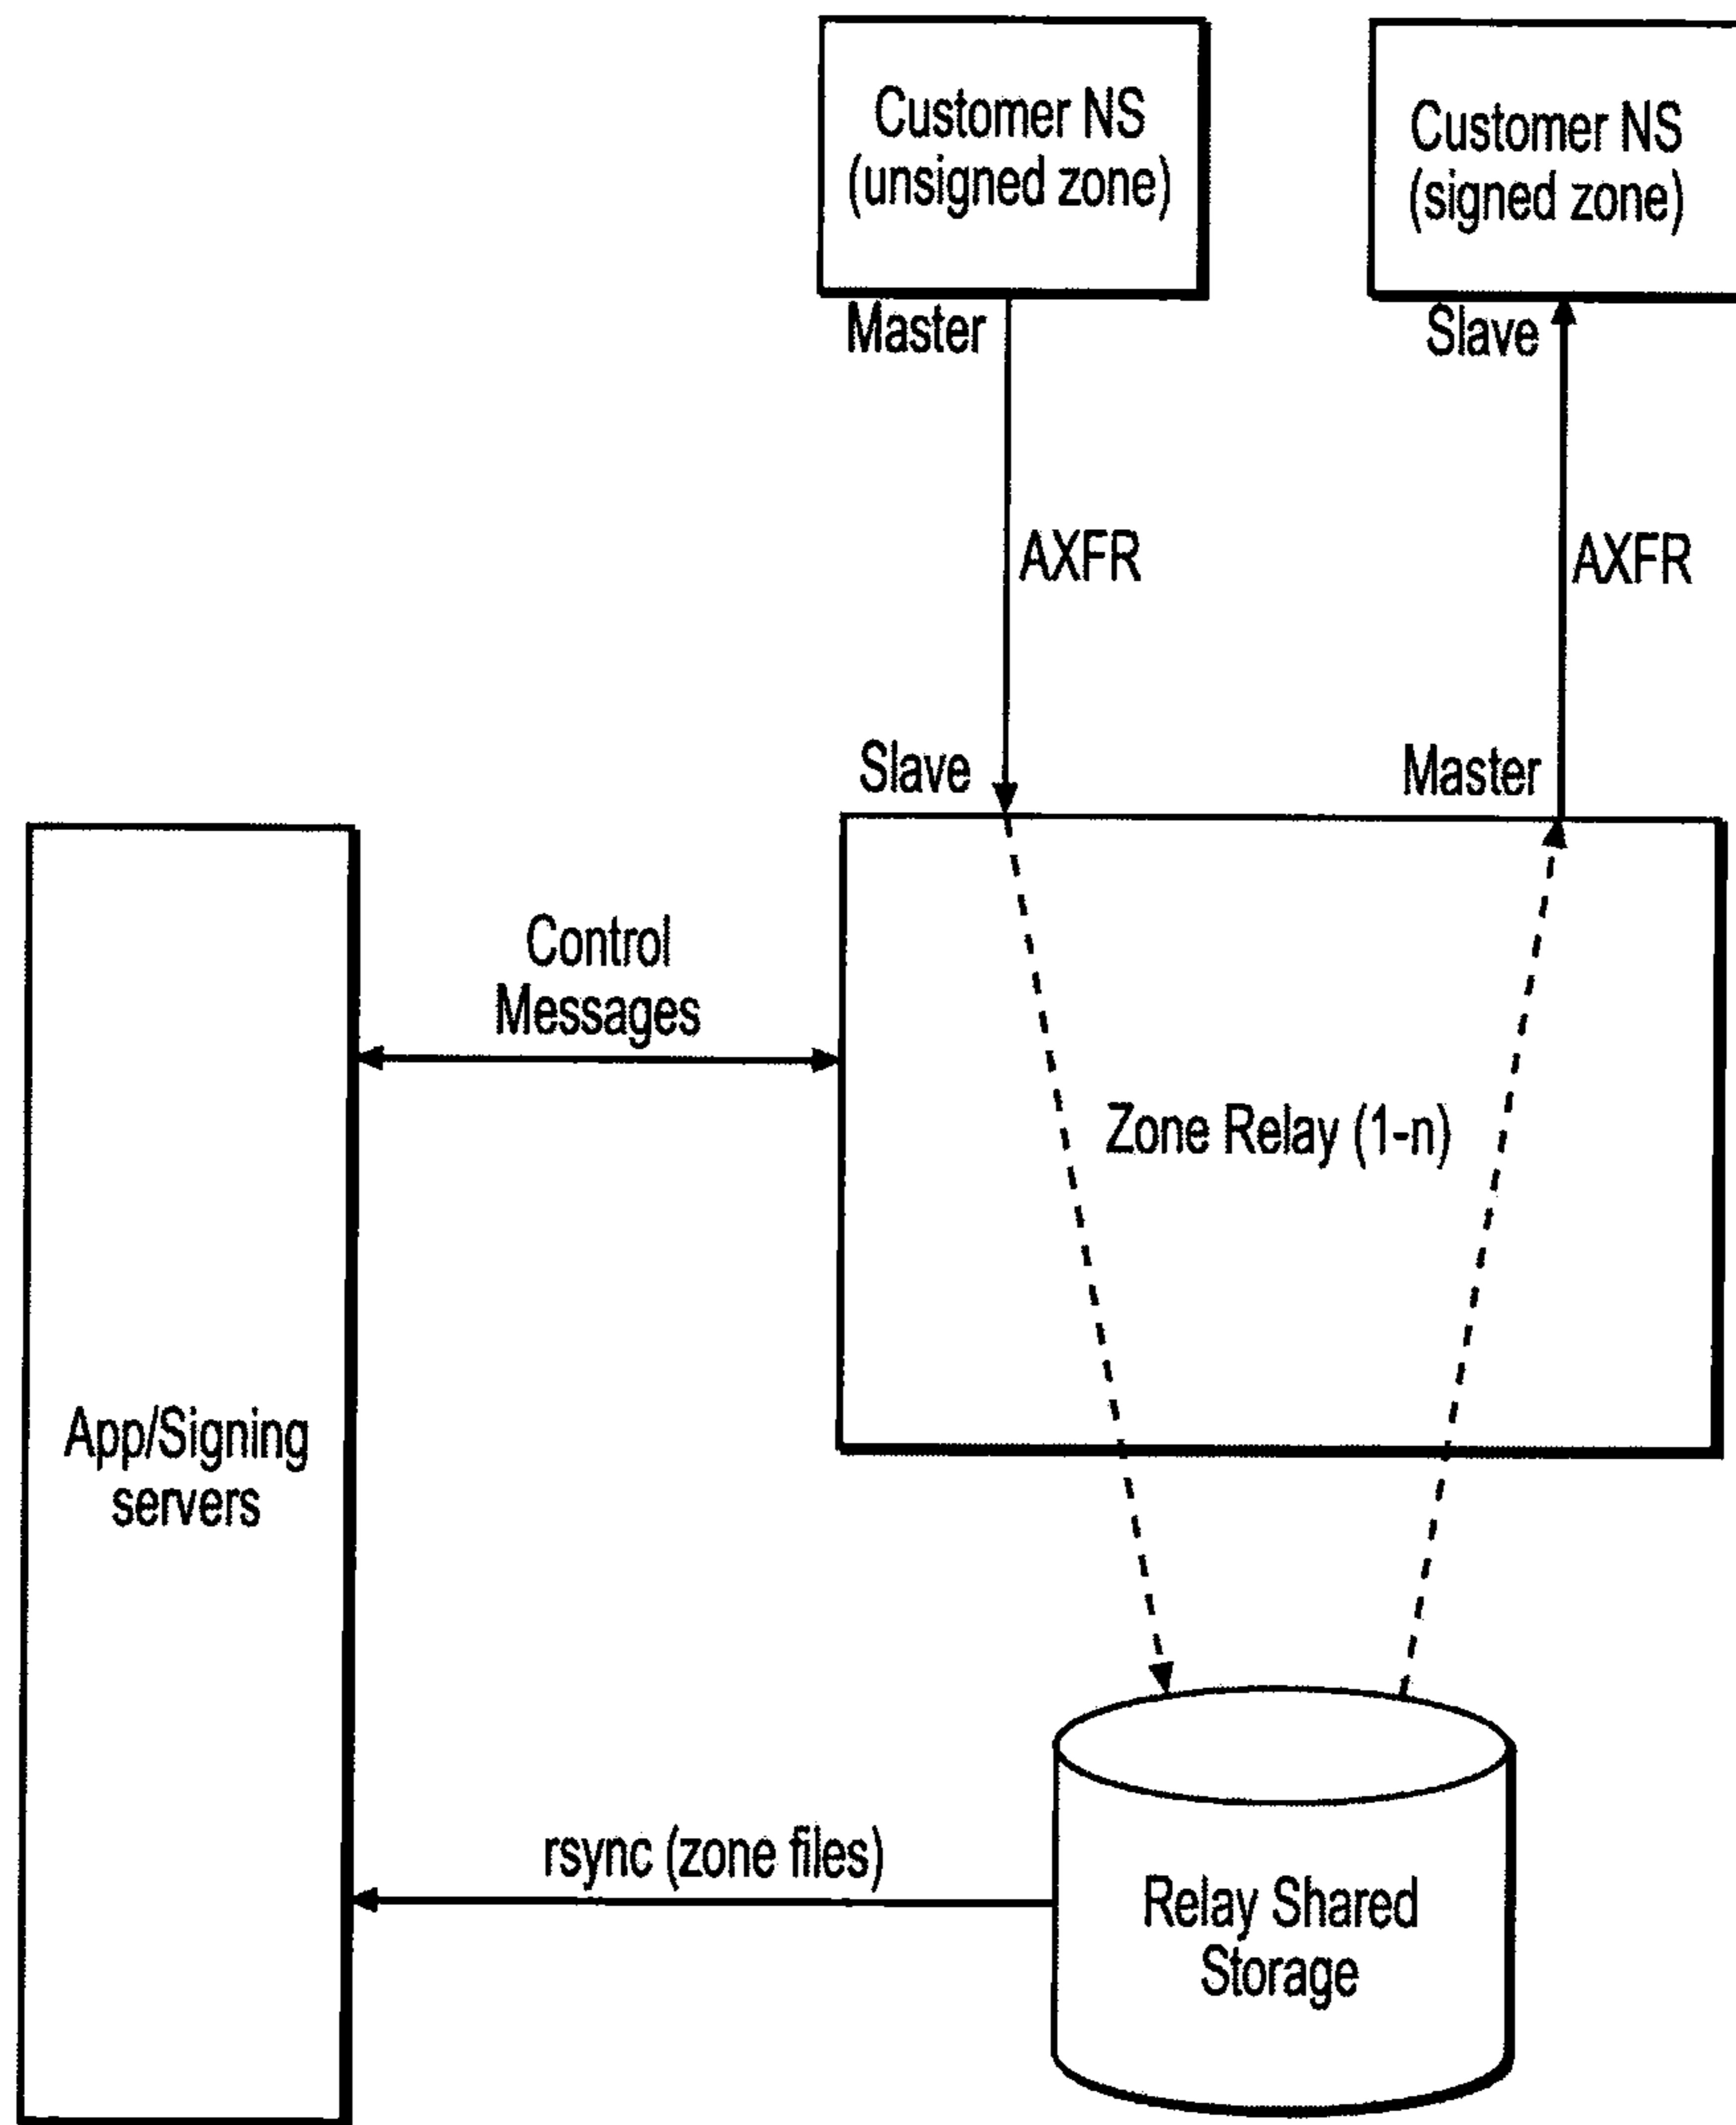 Customer NS
(unsigned zone)
Customer NS
(signed zone)
Master
Slave
AXFR
AXFR
Slave
Master
Control
Messages
Zone Relay (1-n)
App/Signing
servers
rsync (zone files)
Relay Shared
Storage